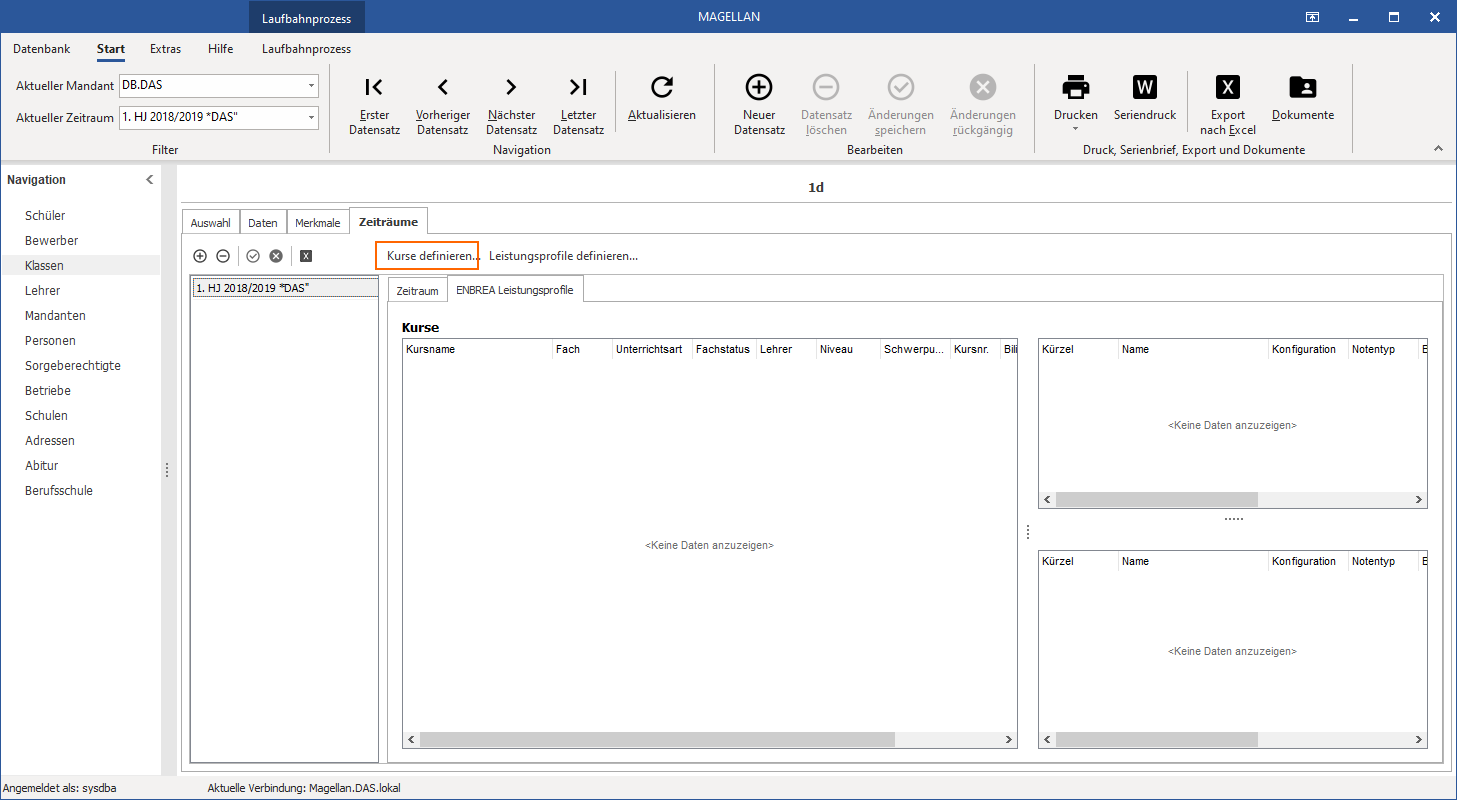 Laufbahnprozess
MAGELLAN
Datenbank Start Extras Hilfe Laufbahnprozess
Aktueller Mandant DB.DAS
Aktueller Zeitraum 1. HJ 2018/2019 *DAS"
Filter
Erster Datensatz
Vorheriger Datensatz
Nächster Datensatz
Letzter Datensatz
Aktualisieren
Navigation
Neuer Datensatz
Datensatz löschen
Änderungen speichern
Änderungen rückgängig
Bearbeiten
Drucken
W
Seriendruck
X
Export nach Excel
Dokumente
Druck, Serienbrief, Export und Dokumente
Navigation
Schüler
Bewerber
Klassen
Lehrer
Mandanten
Personen
Sorgeberechtigte
Betriebe
Schulen
Adressen
Abitur
Berufsschule
1d
Auswahl Daten Merkmale Zeiträume
X
Kurse definieren... Leistungsprofile definieren...
1. HJ 2018/2019 *DAS"
Zeitraum ENBREA Leistungsprofile
Kurse
Kursname Fach Unterrichtsart Fachstatus Lehrer Niveau Schwerpu... Kursnr. Bili
<Keine Daten anzuzeigen>
Kürzel Name Konfiguration Notentyp E
<Keine Daten anzuzeigen>
Kürzel Name Konfiguration Notentyp E
<Keine Daten anzuzeigen>
Angemeldet als: sysdba Aktuelle Verbindung: Magellan.DAS.lokal